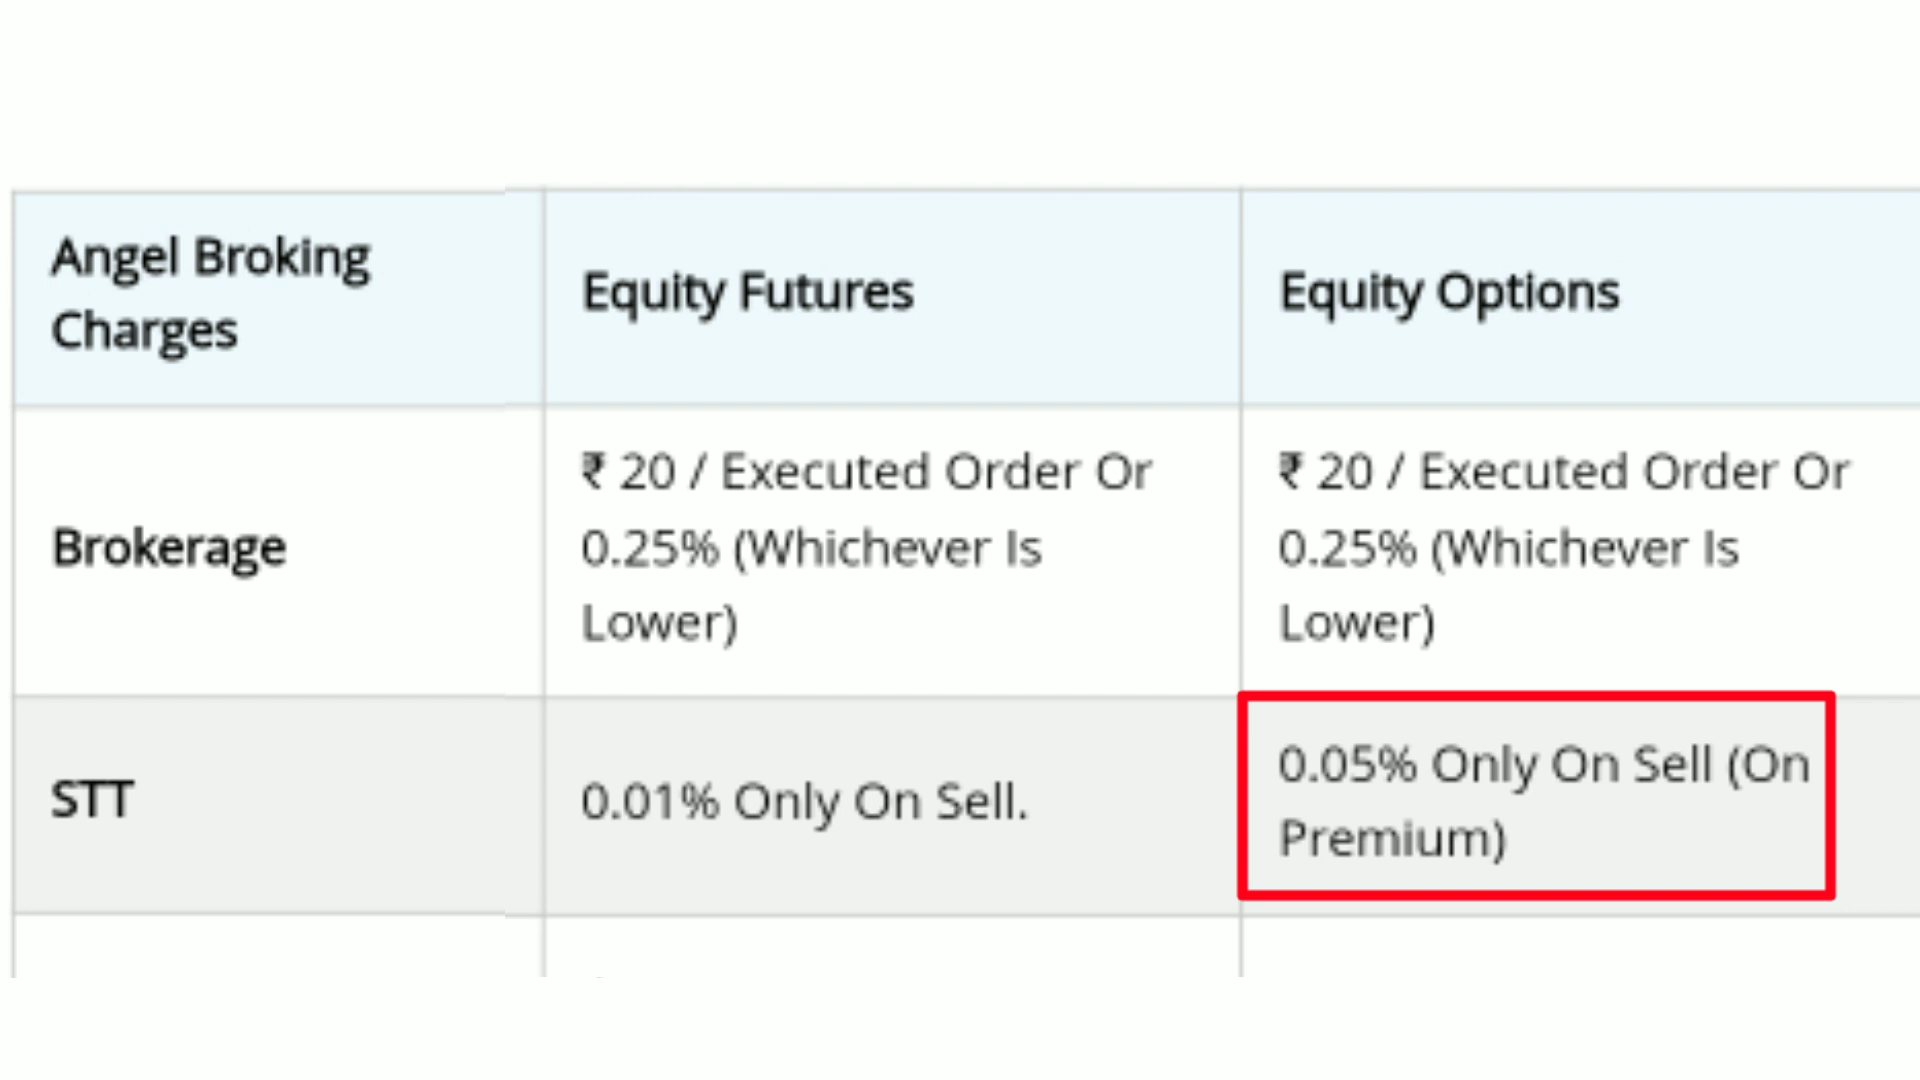 Angel Broking
Charges
Equity Futures
Equity Options
Brokerage
₹ 20 / Executed Order Or
0.25% (Whichever Is
Lower)
₹ 20 / Executed Order Or
0.25% (Whichever Is
Lower)
STT
0.01% Only On Sell.
0.05% Only On Sell (On
Premium)